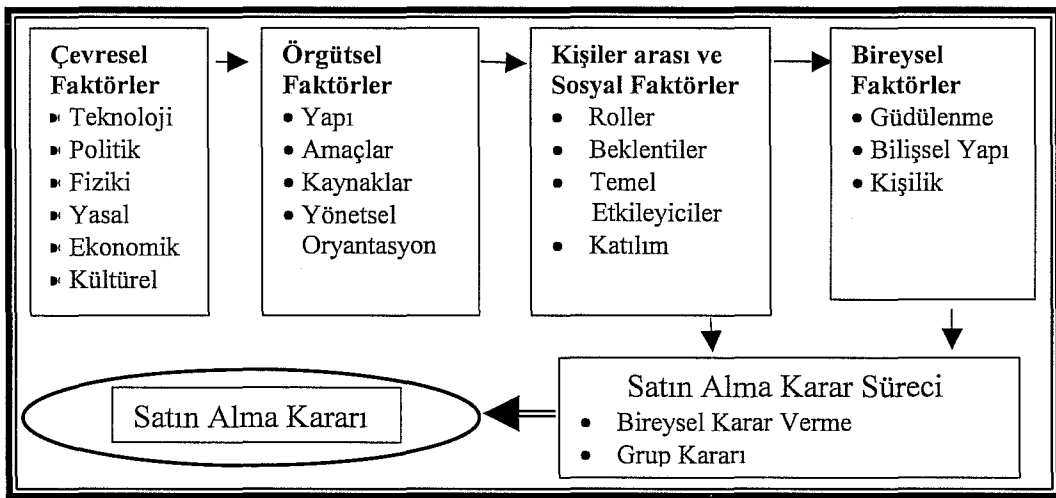 Çevresel
Faktörler
Teknoloji
Politik
Fiziki
Yasal
Ekonomik
Kültürel
Örgütsel
Faktörler
• Yapı
• Amaçlar
• Kaynaklar
• Yönetsel
Oryantasyon
Kişiler arası ve
Sosyal Faktörler
• Roller
• Beklentiler
• Temel
Etkileyiciler
• Katılım
Bireysel
Faktörler
• Güdülenme
• Bilişsel Yapı
• Kişilik
Satın Alma Karar Süreci
• Bireysel Karar Verme
• Grup Kararı
Satın Alma Kararı